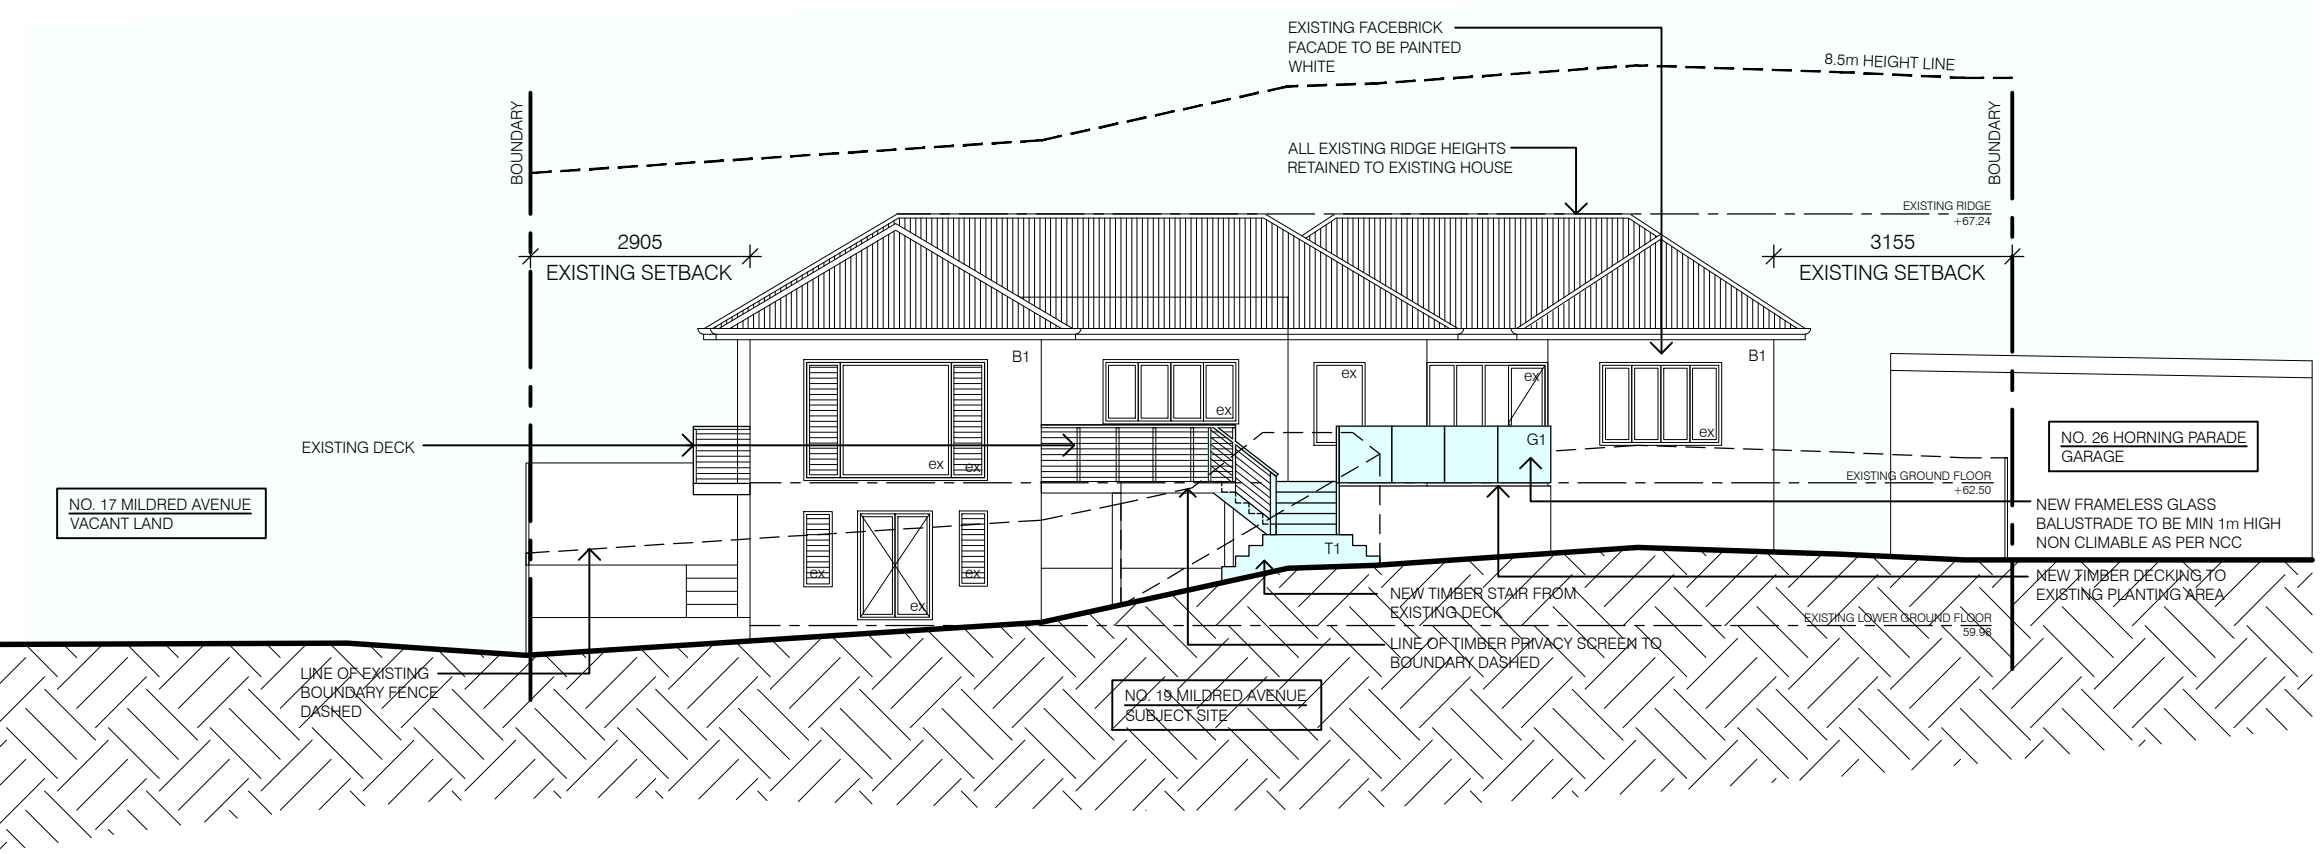 EXISTING FACEBRICK
FACADE TO BE PAINTED
WHITE
8.5m HEIGHT LINE
BOUNDARY
BOUNDARY
ALL EXISTING RIDGE HEIGHTS
RETAINED TO EXISTING HOUSE
EXISTING RIDGE
+67.24
2905
EXISTING SETBACK
3155
EXISTING SETBACK
B1
B1
ex
ex
ex
ex
ex
ex
G1
EXISTING DECK
NO. 26 HORNING PARADE
GARAGE
EXISTING GROUND FLOOR
+62.50
NO. 17 MILDRED AVENUE
VACANT LAND
NEW FRAMELESS GLASS
BALUSTRADE TO BE MIN 1m HIGH
NON CLIMABLE AS PER NCC
T1
ex
ex
ex
NEW TIMBER DECKING TO
EXISTING PLANTING AREA
NEW TIMBER STAIR FROM
EXISTING DECK
EXISTING LOWER GROUND FLOOR
59.98
LINE OF TIMBER PRIVACY SCREEN TO
BOUNDARY DASHED
LINE OF EXISTING
BOUNDARY FENCE
DASHED
NO. 19 MILDRED AVENUE
SUBJECT SITE